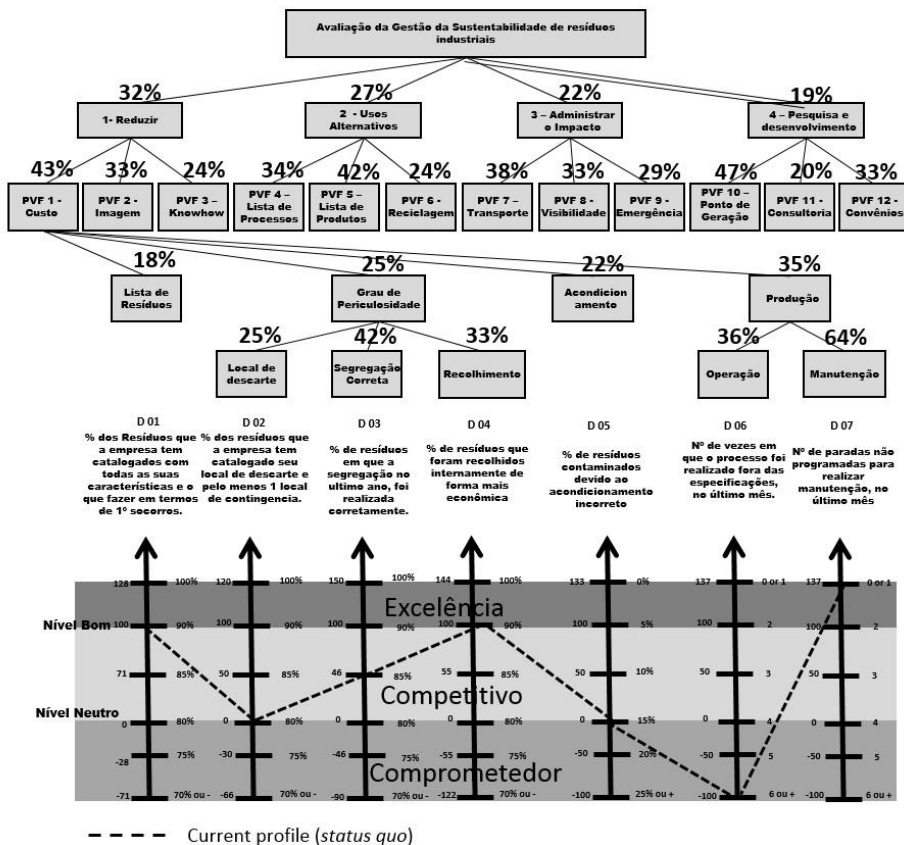 Avaliação da Gestão da Sustentabilidade de resíduos
industriais
32%
27%
22%
19%
1- Reduzir
2 - Usos
Alternativos
3 – Administrar
o Impacto
4 – Pesquisa e
desenvolvimento
43%
33%
24%
34%
42%
24%
38%
33%
29%
47%
20%
33%
PVF 1 -
Custo
PVF 2 -
Imagem
PVF 3 –
Knowhow
PVF 4 –
Lista de
Processos
PVF 5 –
Lista de
Produtos
PVF 6 -
Reciclagem
PVF 7 –
Transporte
PVF 8 -
Visibilidade
PVF 9 –
Emergência
PVF 10 –
Ponto de
Geração
PVF 11 -
Consultoria
PVF 12 -
Convênios
18%
25%
22%
35%
Lista de
Resíduos
Grau de
Periculosidade
Acondicion
amento
Produção
25%
42%
33%
36%
64%
Local de
descarte
Segregação
Correta
Recolhimento
Operação
Manutenção
D 01
% dos Resíduos que
a empresa tem
catalogados com
todas as suas
características e o
que fazer em termos
de 1º socorros.
D 02
% dos resíduos que
a empresa tem
catalogado seu
local de descarte e
pelo menos 1 local
de contingencia.
D 03
% de resíduos
em que a
segregação no
ultimo ano, foi
realizada
corretamente.
D 04
% de resíduos que
foram recolhidos
internamente de
forma mais
econômica
D 05
% de resíduos
contaminados
devido ao
acondicionamento
incorreto
D 06
Nº de vezes em
que o processo foi
realizado fora das
especificações,
no último mês.
D 07
Nº de paradas não
programadas para
realizar
manutenção, no
último mês
128 100% 120 100% 150 100% 144 100% 133 0% 137 0 or 1 137 0 or 1
Excelência
Nível Bom 100 90% 100 90% 100 90% 100 90% 100 5% 100 2 100 2
71 85% 50 85% 46 85% 55 85% 50 10% 50 3 50 3
Competitivo
Nível Neutro 0 80% 0 80% 0 80% 0 80% 0 15% 0 4 0 4
-28 75% -30 75% -46 75% -55 75% -50 20% -50 5 -50 5
Comprometedor
-71 70% ou - -66 70% ou - -90 70% ou - -122 70% ou - -100 25% ou + -100 6 ou + -100 6 ou +
Current profile (status quo)